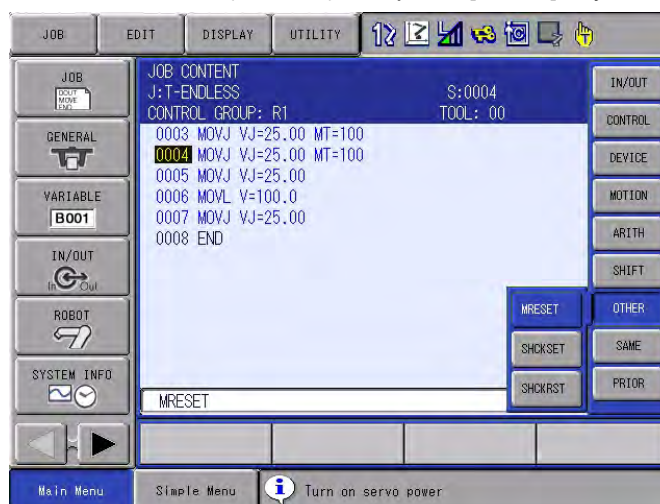 JOB EDIT DISPLAY UTILITY
JOB
DOUT
MOVE
END
GENERAL
VARIABLE
B001
IN/OUT
In Out
ROBOT
SYSTEM INFO
JOB CONTENT
J:T-ENDLESS S:0004
CONTROL GROUP: R1 TOOL: 00
0003 MOVJ VJ=25.00 MT=100
0004 MOVJ VJ=25.00 MT=100
0005 MOVJ VJ=25.00
0006 MOVL V=100.0
0007 MOVJ VJ=25.00
0008 END
MRESET
IN/OUT
CONTROL
DEVICE
MOTION
ARITH
SHIFT
MRESET OTHER
SHCKSET SAME
SHCKRST PRIOR
Main Menu Simple Menu Turn on servo power